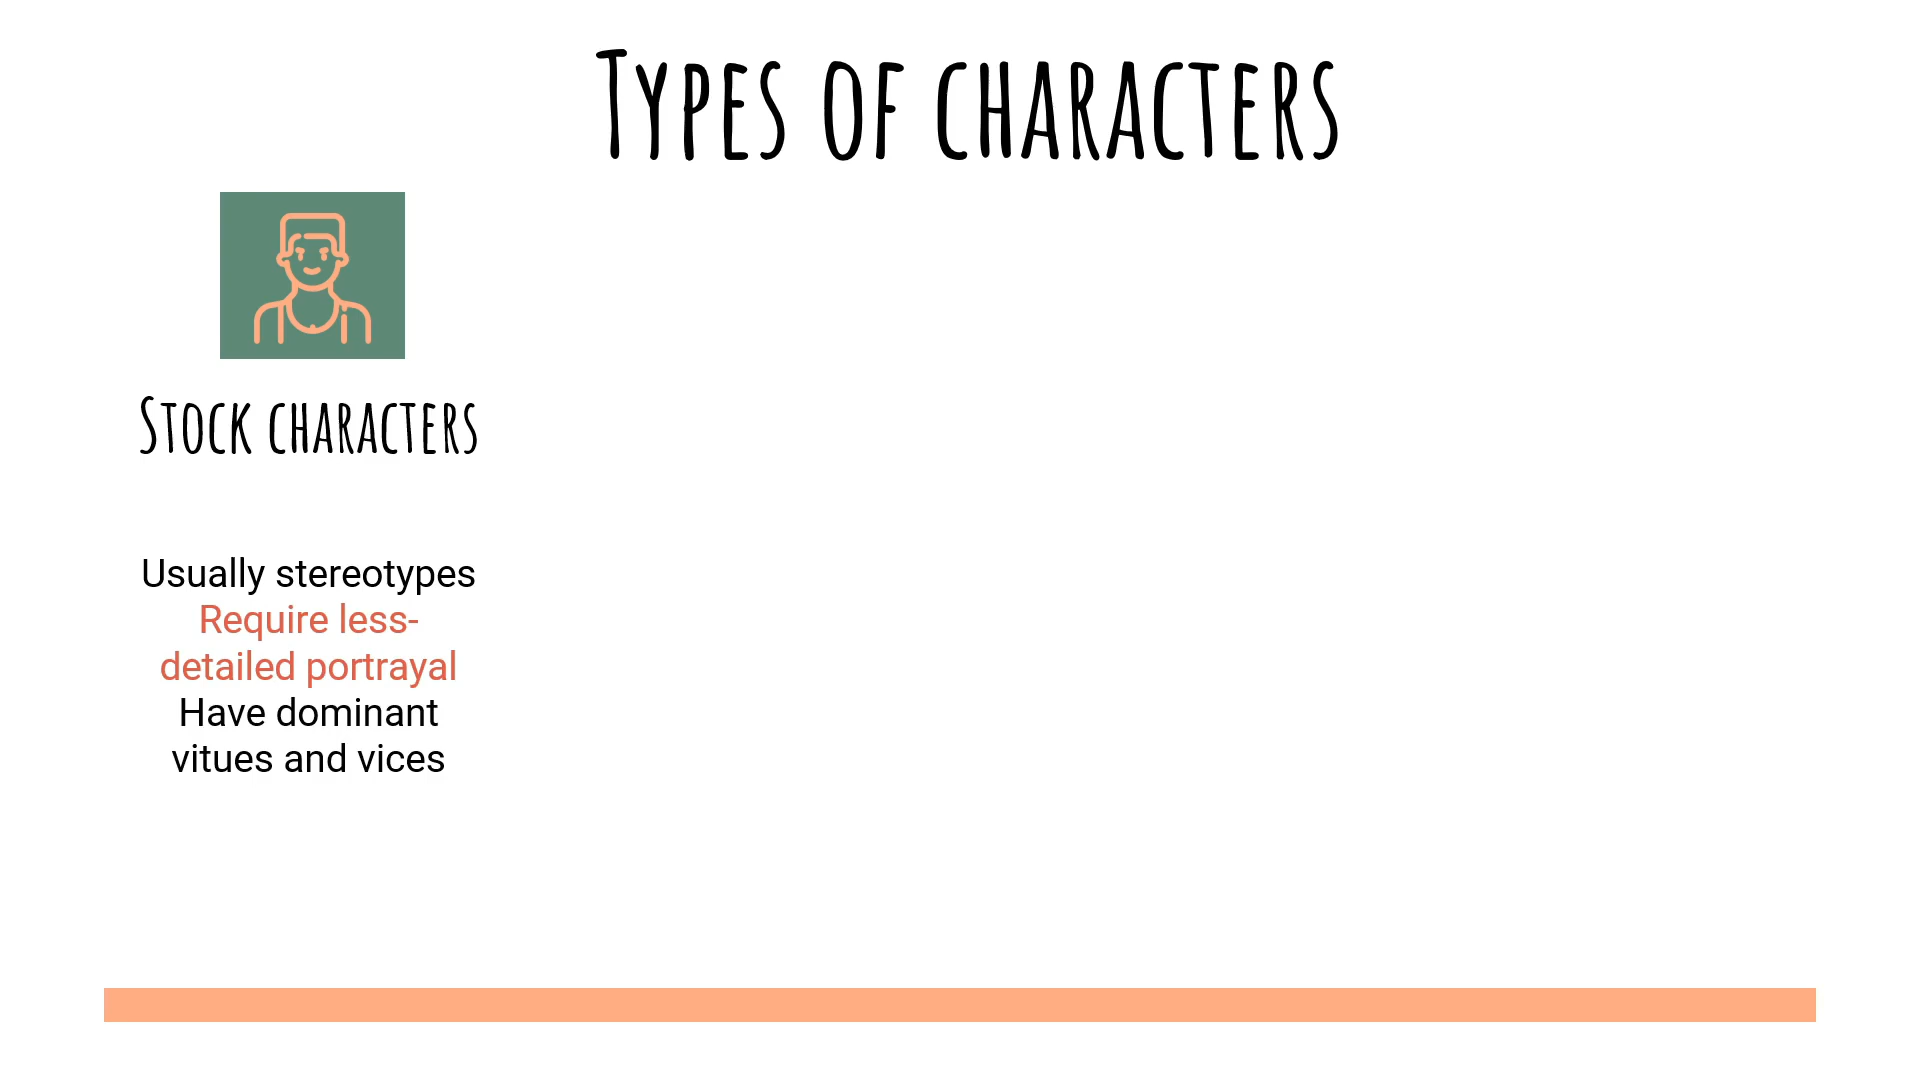 Types of characters
Stock characters
Usually stereotypes
Require less-
detailed portrayal
Have dominant
vitues and vices